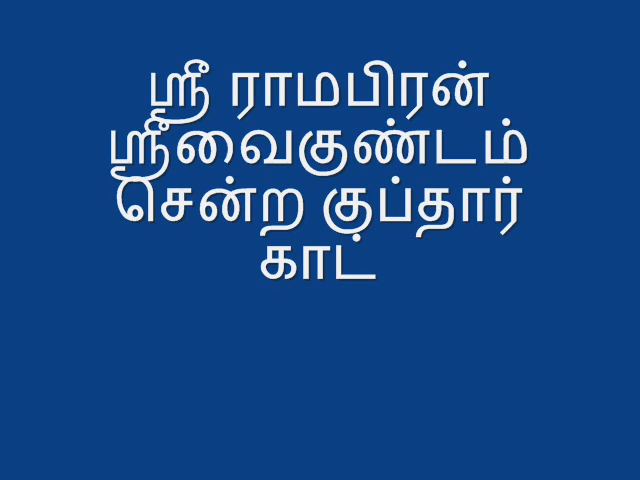 ஸ்ரீ ராமபிரன்
ஸ்ரீவைகுண்டம்
சென்ற குப்தார்
காட்